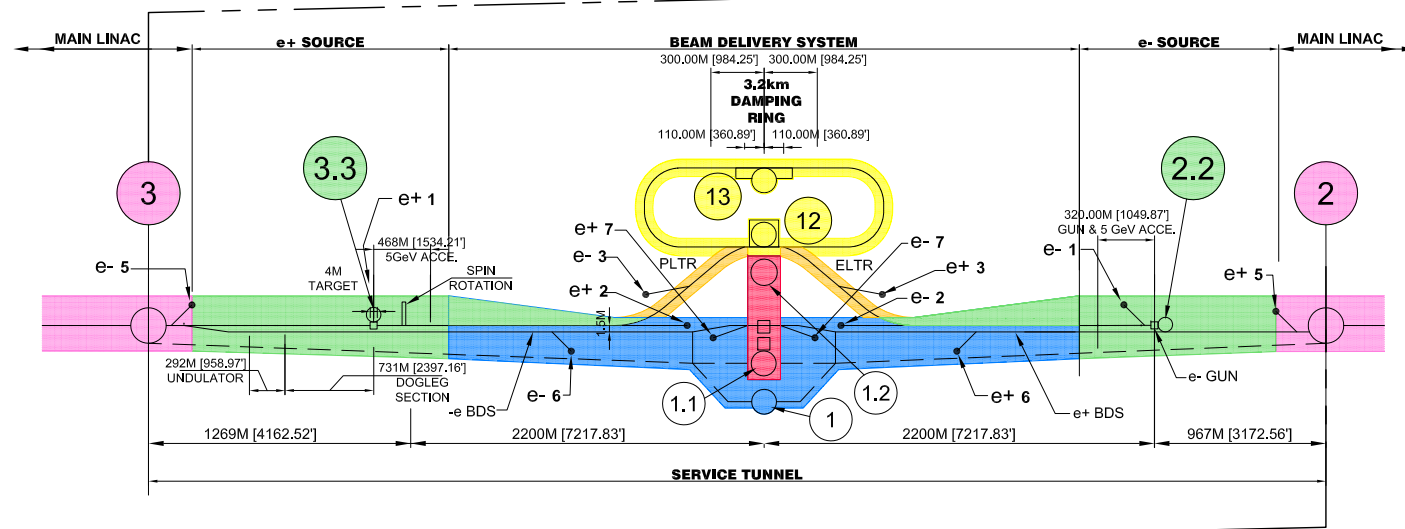 MAIN LINAC
e+ SOURCE
BEAM DELIVERY SYSTEM
e- SOURCE
MAIN LINAC
300.00M [984.25']
300.00M [984.25']
3.2km
DAMPING
RING
110.00M [360.89']
110.00M [360.89']
3
3.3
13
12
2.2
2
e+ 1
468M [1534.21']
5GeV ACCE.
4M
TARGET
SPIN
ROTATION
e- 5
e+ 7
e- 3
e+ 2
PLTR
ELTR
e- 7
e+ 3
e- 2
320.00M [1049.87']
GUN & 5 GeV ACCE.
e- 1
e+ 5
1.5M
292M [958.97']
UNDULATOR
731M [2397.16']
DOGLEG
SECTION
-e BDS
e- 6
1.1
1
1.2
e+ 6
e+ BDS
e- GUN
1269M [4162.52']
2200M [7217.83']
2200M [7217.83']
967M [3172.56']
SERVICE TUNNEL